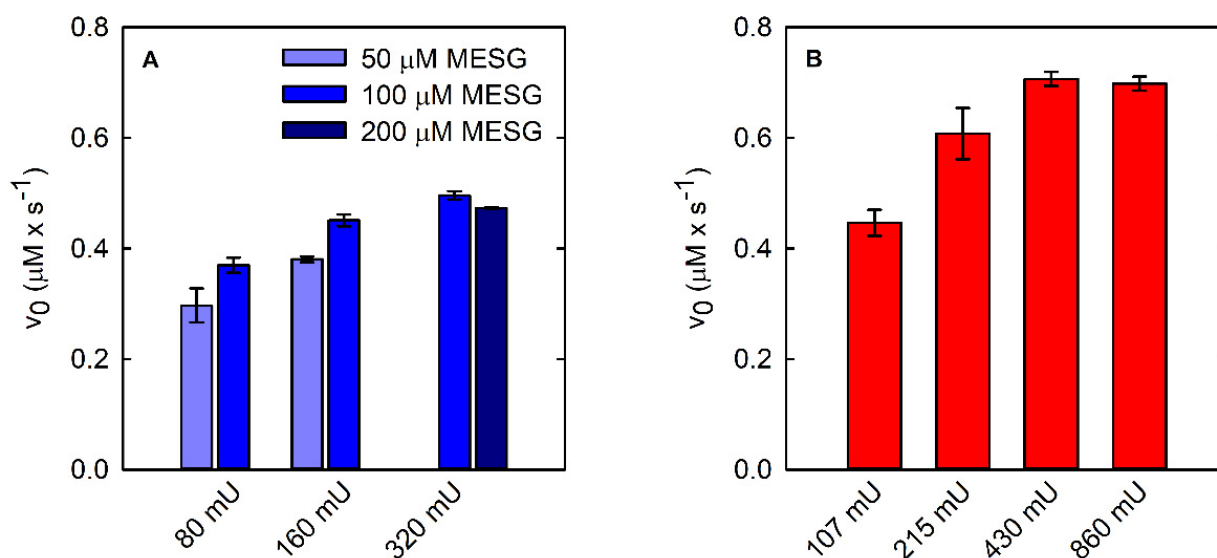 A
50 μM MESG
100 μM MESG
200 μM MESG
v0 (μM x s-1)
0.8
0.6
0.4
0.2
0.0
80 mU
160 mU
320 mU
B
v0 (μM x s-1)
0.8
0.6
0.4
0.2
0.0
107 mU
215 mU
430 mU
860 mU